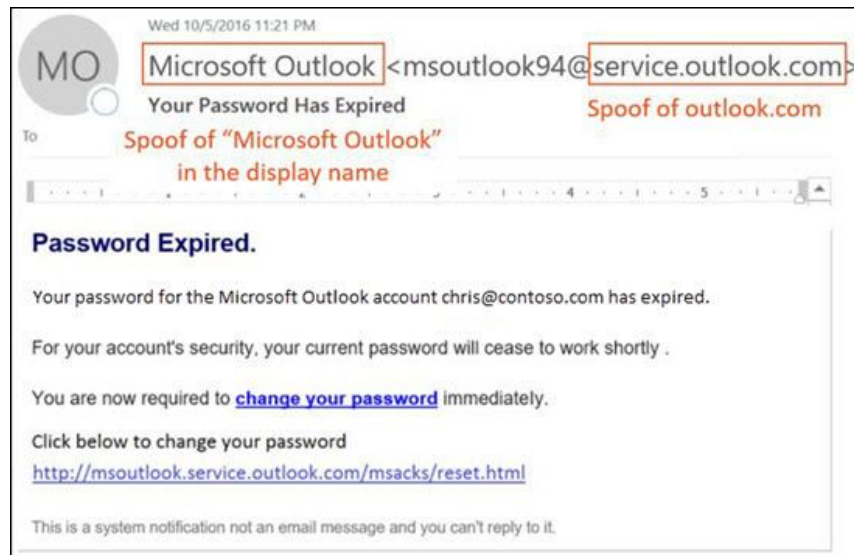 Wed 10/5/2016 11:21 PM
MO
Microsoft Outlook <msoutlook94@service.outlook.com>
Your Password Has Expired
Spoof of outlook.com
To
Spoof of “Microsoft Outlook”
in the display name
4 5
Password Expired.
Your password for the Microsoft Outlook account chris@contoso.com has expired.
For your account's security, your current password will cease to work shortly .
You are now required to change your password immediately.
Click below to change your password
http://msoutlook.service.outlook.com/msacks/reset.html
This is a system notification not an email message and you can't reply to it.